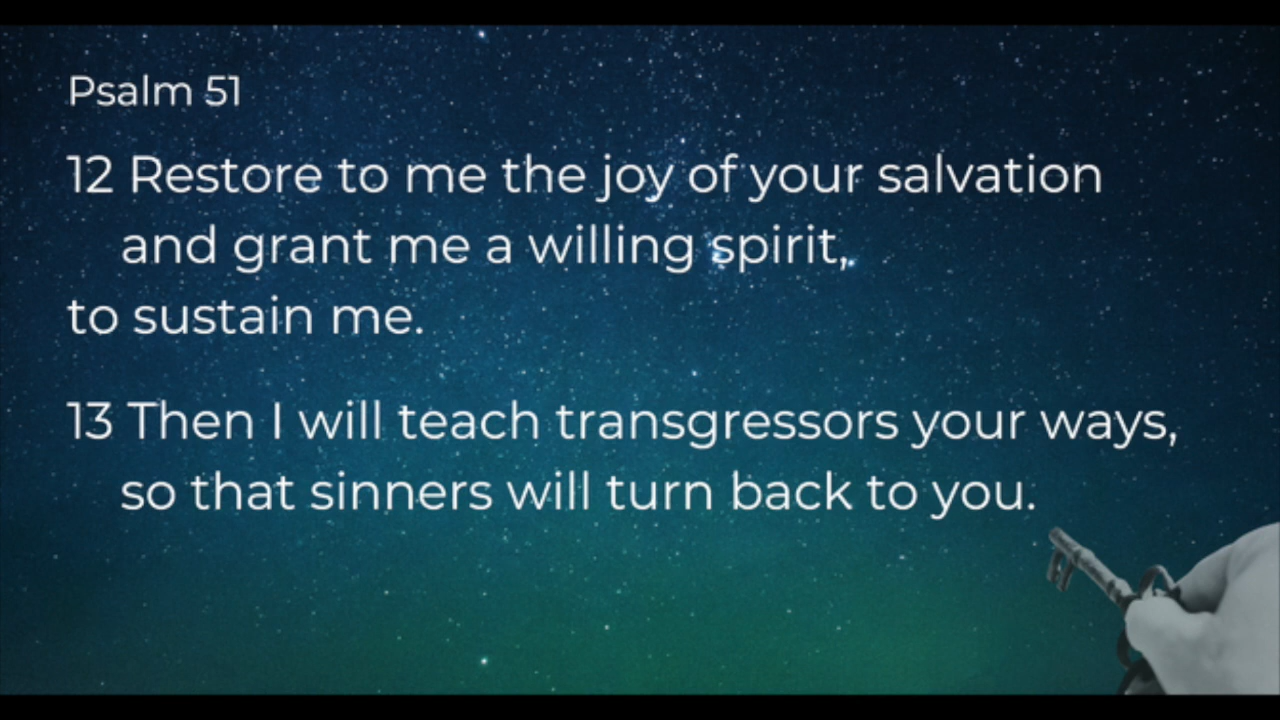 Psalm 51
12 Restore to me the joy of your salvation
and grant me a willing spirit,
to sustain me.
13 Then I will teach transgressors your ways,
so that sinners will turn back to you.